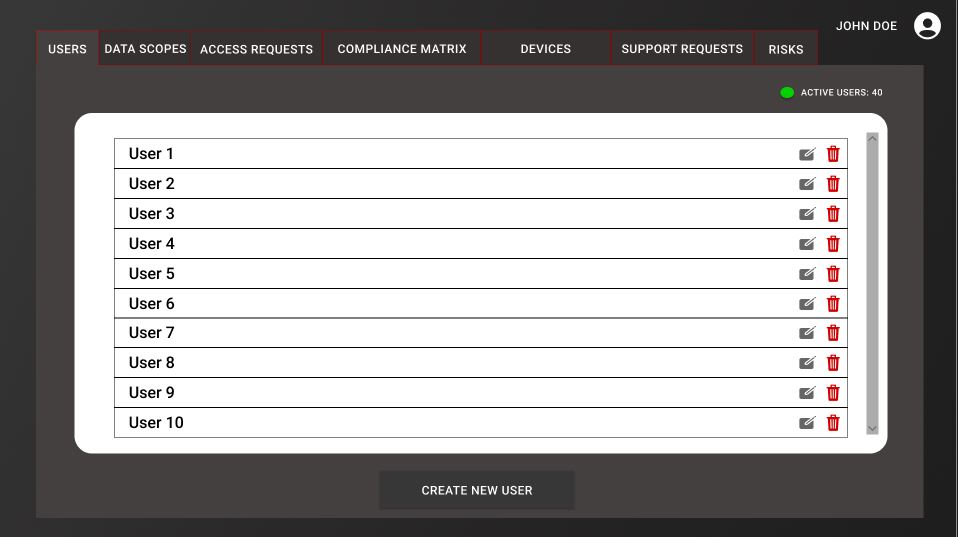 JOHN DOE
USERS DATA SCOPES ACCESS REQUESTS COMPLIANCE MATRIX DEVICES SUPPORT REQUESTS RISKS
ACTIVE USERS: 40
User 1
User 2
User 3
User 4
User 5
User 6
User 7
User 8
User 9
User 10
CREATE NEW USER